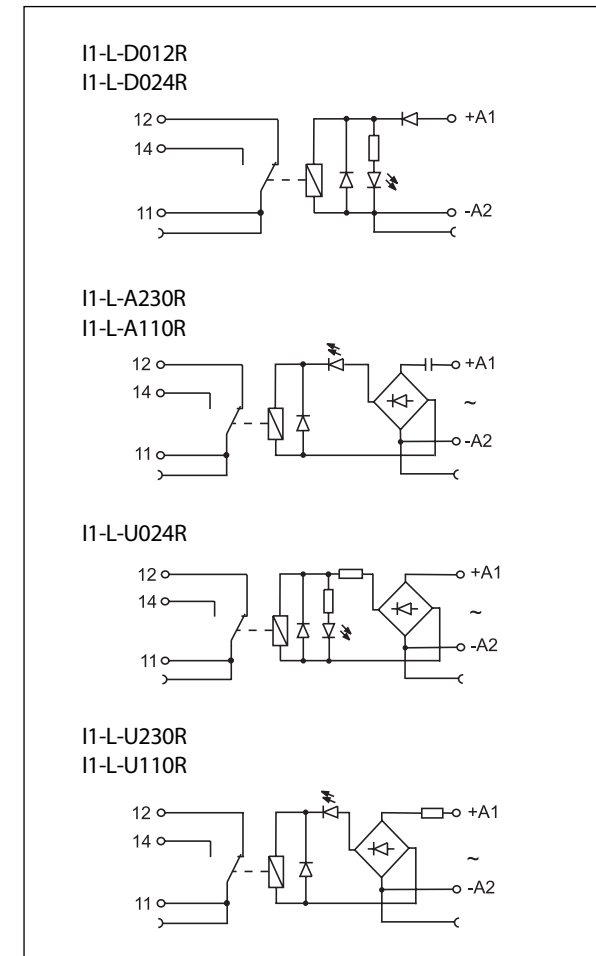 I1-L-D012R
I1-L-D024R
12
+A1
14
11
-A2
I1-L-A230R
I1-L-A110R
12
+A1
14
~
11
-A2
I1-L-U024R
12
+A1
14
~
11
-A2
I1-L-U230R
I1-L-U110R
12
+A1
14
~
11
-A2